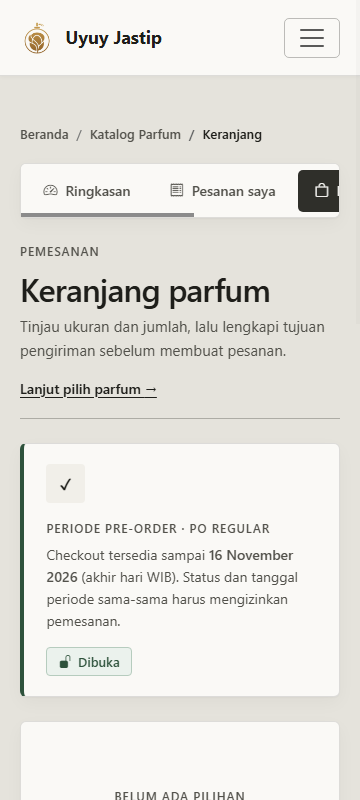 Uyuy Jastip
Beranda / Katalog Parfum / Keranjang
Ringkasan Pesanan saya
PEMESANAN
Keranjang parfum
Tinjau ukuran dan jumlah, lalu lengkapi tujuan
pengiriman sebelum membuat pesanan.
Lanjut pilih parfum →
PERIODE PRE-ORDER · PO REGULAR
Checkout tersedia sampai 16 November
2026 (akhir hari WIB). Status dan tanggal
periode sama-sama harus mengizinkan
pemesanan.
Dibuka
BELUM ADA PILIHAN